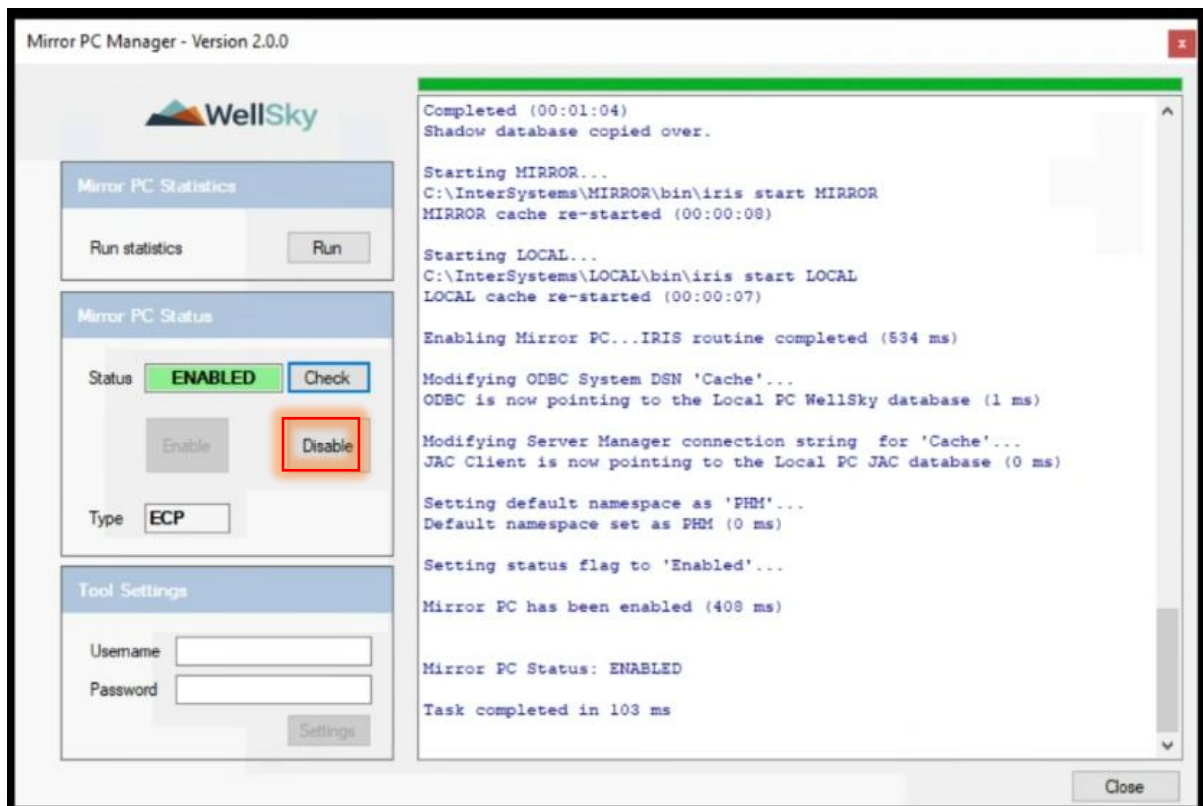 Mirror PC Manager - Version 2.0.0
x
WellSky
Mirror PC Statistics
Run statistics
Run
Mirror PC Status
Status
ENABLED
Check
Enable
Disable
Type
ECP
Tool Settings
Username
Password
Settings
Completed (00:01:04)
Shadow database copied over.
Starting MIRROR...
C:\InterSystems\MIRROR\bin\iris start MIRROR
MIRROR cache re-started (00:00:08)
Starting LOCAL...
C:\InterSystems\LOCAL\bin\iris start LOCAL
LOCAL cache re-started (00:00:07)
Enabling Mirror PC...IRIS routine completed (534 ms)
Modifying ODBC System DSN 'Cache'...
ODBC is now pointing to the Local PC WellSky database (1 ms)
Modifying Server Manager connection string  for 'Cache'...
JAC Client is now pointing to the Local PC JAC database (0 ms)
Setting default namespace as 'PHM'...
Default namespace set as PHM (0 ms)
Setting status flag to 'Enabled'...
Mirror PC has been enabled (408 ms)
Mirror PC Status: ENABLED
Task completed in 103 ms
Close